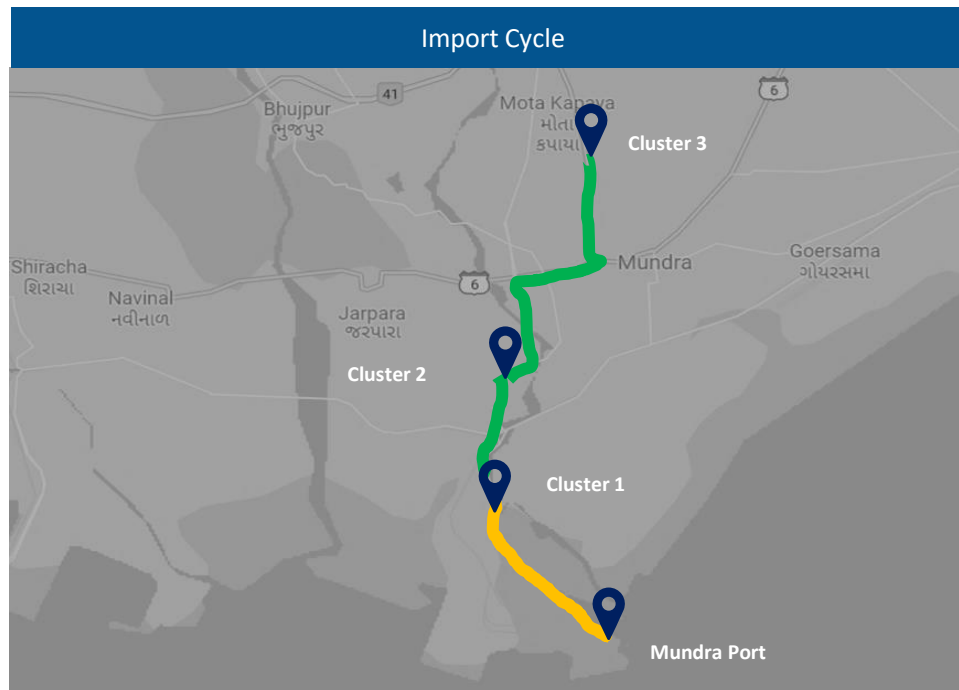 Import Cycle
41
6
Bhujpur
ભુજપુર
Mota Kapaya
મોટા
કપાયા
Cluster 3
Shiracha
શિરાચા
Navinal
નવીનાળ
6
Mundra
Goersama
ગોયરસમા
Jarpara
જરપારા
Cluster 2
Cluster 1
Mundra Port